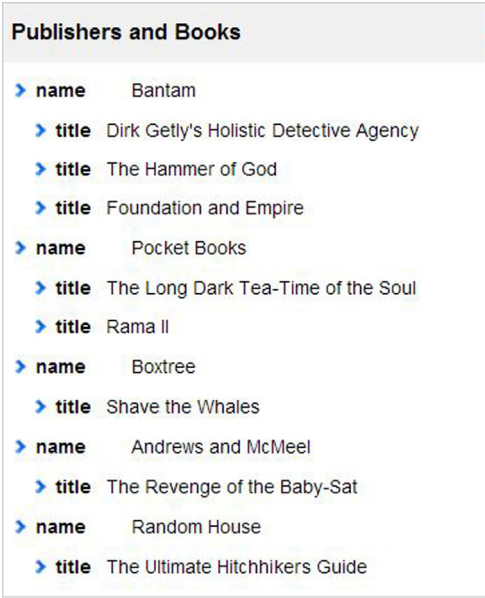 Publishers and Books
name Bantam
title Dirk Getly's Holistic Detective Agency
title The Hammer of God
title Foundation and Empire
name Pocket Books
title The Long Dark Tea-Time of the Soul
title Rama II
name Boxtree
title Shave the Whales
name Andrews and McMeel
title The Revenge of the Baby-Sat
name Random House
title The Ultimate Hitchhikers Guide